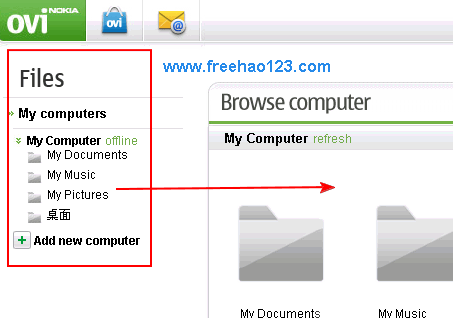 ovi NOKIA
ovi
www.freehao123.com
Files
My computers
My Computer offline
My Documents
My Music
My Pictures
桌面
Add new computer
Browse computer
My Computer refresh
My Documents
My Music